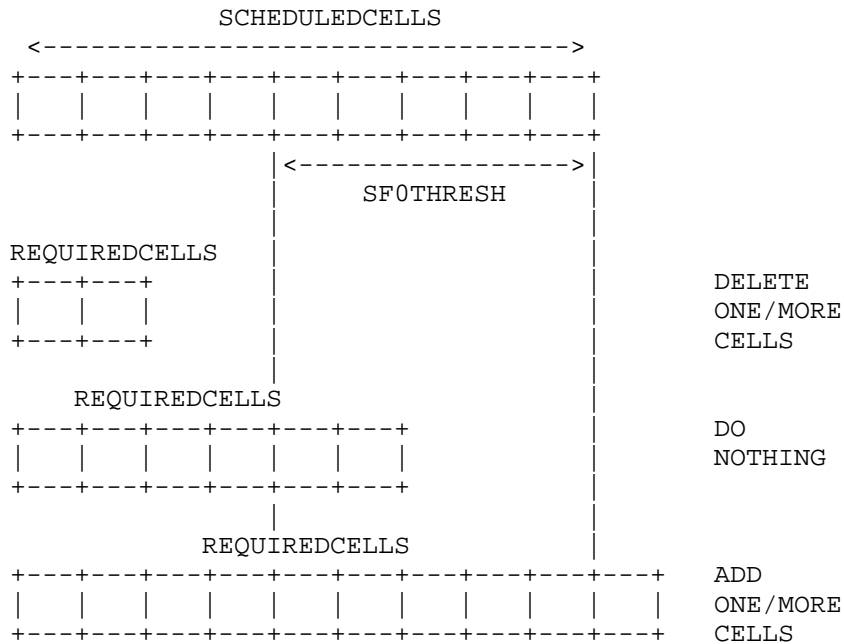 SCHEDULEDCELLS
<--------------------------------->
+---+---+---+---+---+---+---+---+---+
|   |   |   |   |   |   |   |   |   |
+---+---+---+---+---+---+---+---+---+
|<----------------->|
| SF0THRESH |
| |
REQUIREDCELLS | |
+---+---+ | | DELETE
|   |   | | | ONE/MORE
+---+---+ | | CELLS
| |
REQUIREDCELLS |
+---+---+---+---+---+---+ | DO
|   |   |   |   |   |   | | NOTHING
+---+---+---+---+---+---+ |
| |
REQUIREDCELLS |
+---+---+---+---+---+---+---+---+---+---+ ADD
|   |   |   |   |   |   |   |   |   |   | ONE/MORE
+---+---+---+---+---+---+---+---+---+---+ CELLS